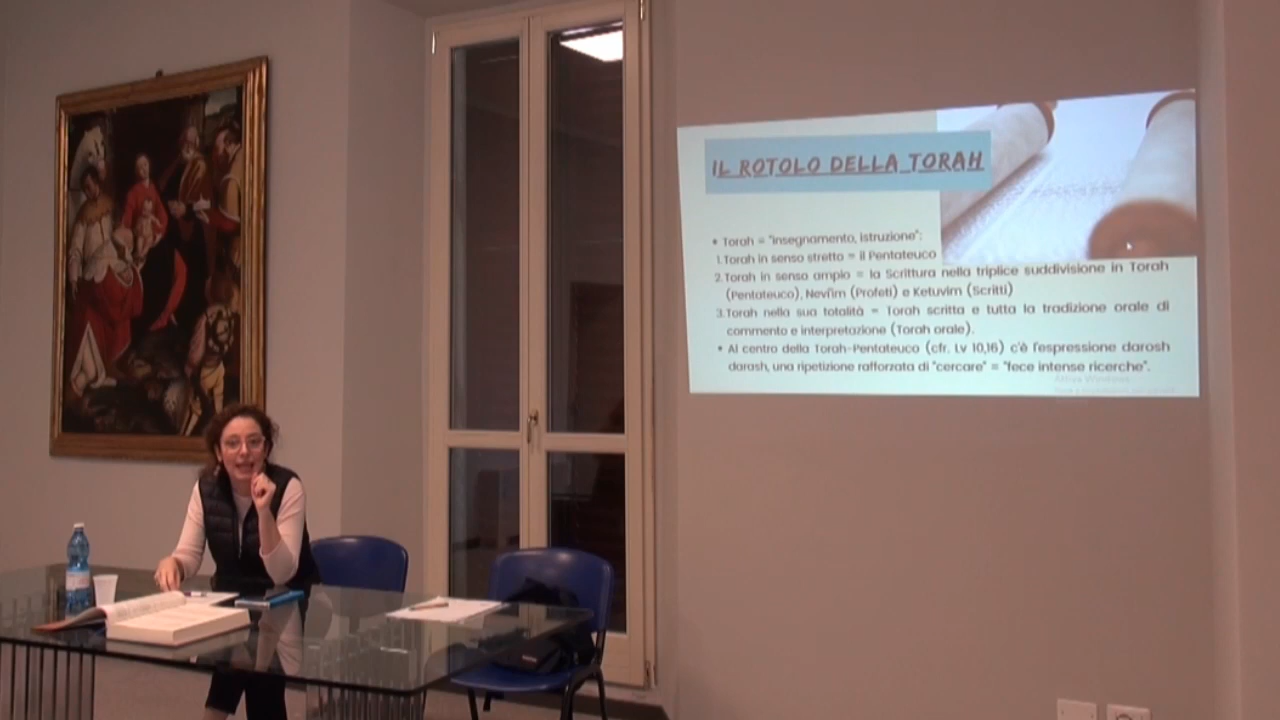 IL ROTOLO DELLA TORAH
• Torah = "insegnamento, istruzione":
1. Torah in senso stretto = il Pentateuco
2. Torah in senso ampio = la Scrittura nella triplice suddivisione in Torah
(Pentateuco), Nevi'im (Profeti) e Ketuvim (Scritti)
3. Torah nella sua totalità = Torah scritta e tutta la tradizione orale di
commento e interpretazione (Torah orale).
• Al centro della Torah-Pentateuco (cfr. Lv 10,16) c'è l'espressione darosh
darash, una ripetizione rafforzata di "cercare" = "fece intense ricerche".
Attiva Windows